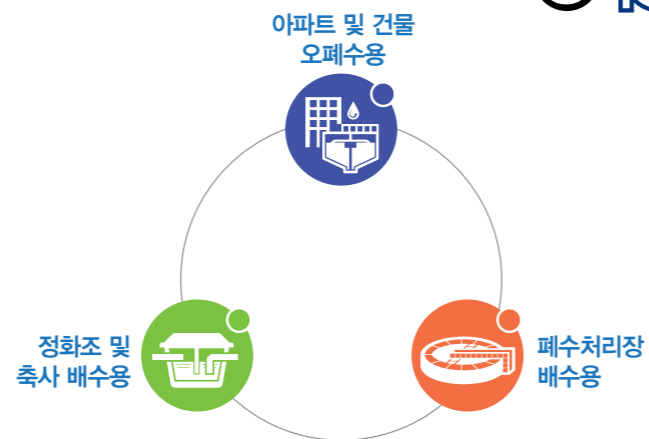 아파트 및 건물
오폐수용
정화조 및
축사 배수용
폐수처리장
배수용